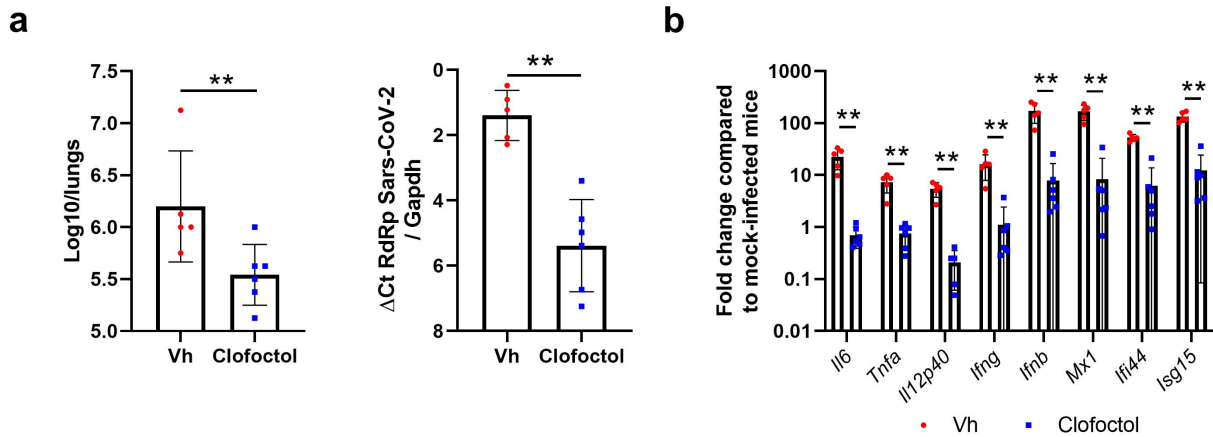 a
Log10/lungs
7.5
7.0
6.5
6.0
5.5
5.0
**
Vh
Clofoctol
ΔCt RdRp Sars-CoV-2
/ Gapdh
0
2
4
6
8
**
Vh
Clofoctol
b
Fold change compared
to mock-infected mice
1000
100
10
1
0.1
0.01
**
**
**
**
**
**
**
**
Il6
Tnfa
Il12p40
Ifng
Ifnb
Mx1
Ifi44
Isg15
Vh
Clofoctol